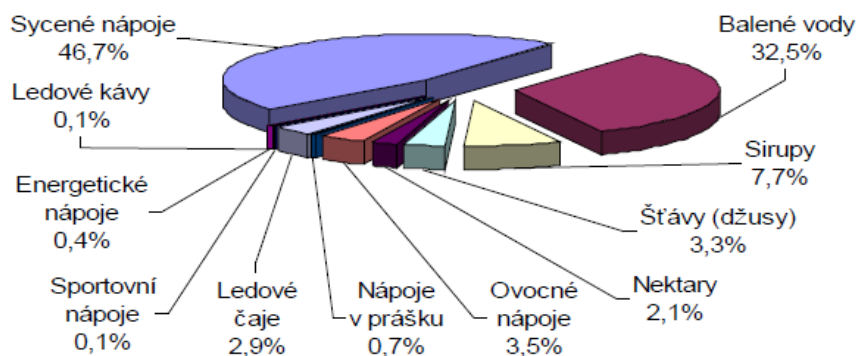 Sycené nápoje
46,7%
Balené vody
32,5%
Ledové kávy
0,1%
Sirupy
7,7%
Energetické
nápoje
0,4%
Šťávy (džusy)
3,3%
Sportovní
nápoje
0,1%
Ledové
čaje
2,9%
Nápoje
v prášku
0,7%
Ovocné
nápoje
3,5%
Nektary
2,1%